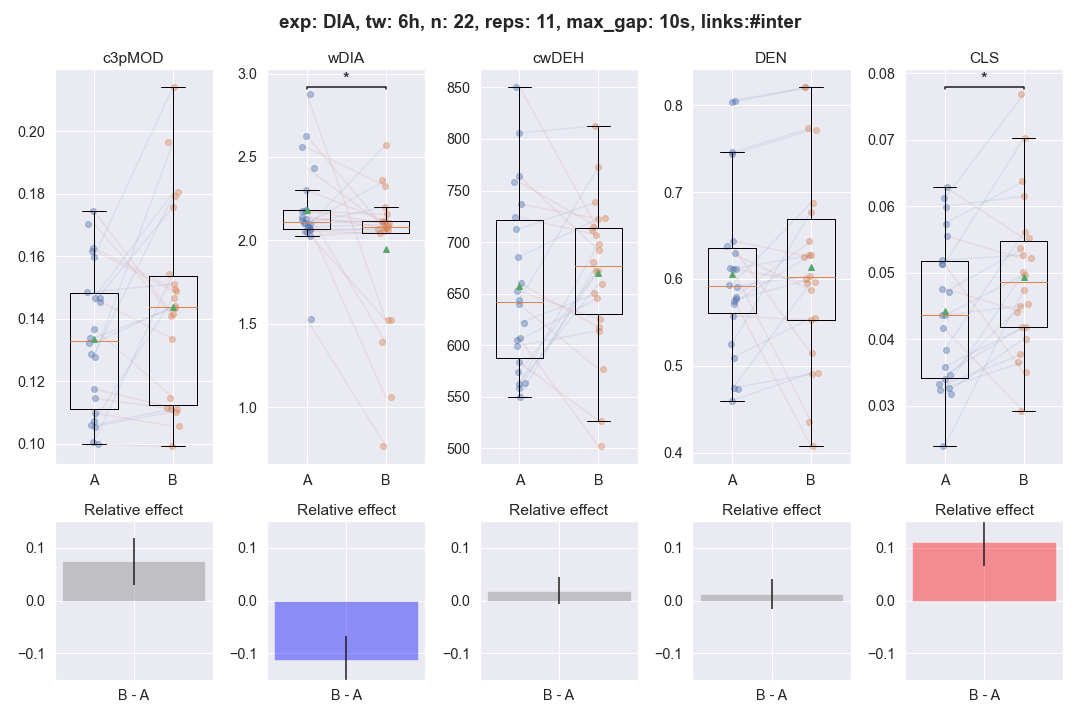 exp: DIA, tw: 6h, n: 22, reps: 11, max_gap: 10s, links:#inter
c3pMOD
0.20
0.18
0.16
0.14
0.12
0.10
A B
wDIA
*
3.0
2.5
2.0
1.5
1.0
A B
cwDEH
850
800
750
700
650
600
550
500
A B
DEN
0.8
0.7
0.6
0.5
0.4
A B
CLS
*
0.08
0.07
0.06
0.05
0.04
0.03
A B
Relative effect
0.1
0.0
−0.1
B - A
Relative effect
0.1
0.0
−0.1
B - A
Relative effect
0.1
0.0
−0.1
B - A
Relative effect
0.1
0.0
−0.1
B - A
Relative effect
0.1
0.0
−0.1
B - A